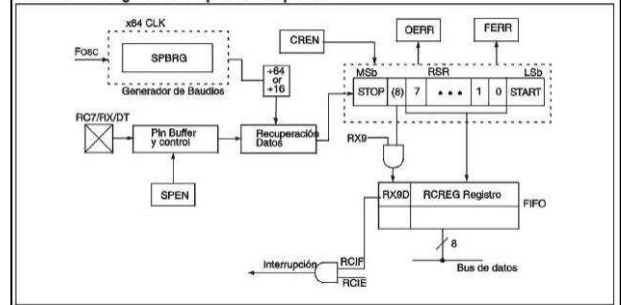 x64 CLK
FOSC
SPBRG
Generador de Baudios
÷64
or
÷16
CREN
OERR
FERR
MSb
RSR
LSb
STOP (8) 7 • • • 1 0 START
RC7/RX/DT
Pin Buffer
y control
Recuperación
Datos
RX9
SPEN
RX9D RCREG Registro
FIFO
8
Interrupción
RCIF
RCIE
Bus de datos